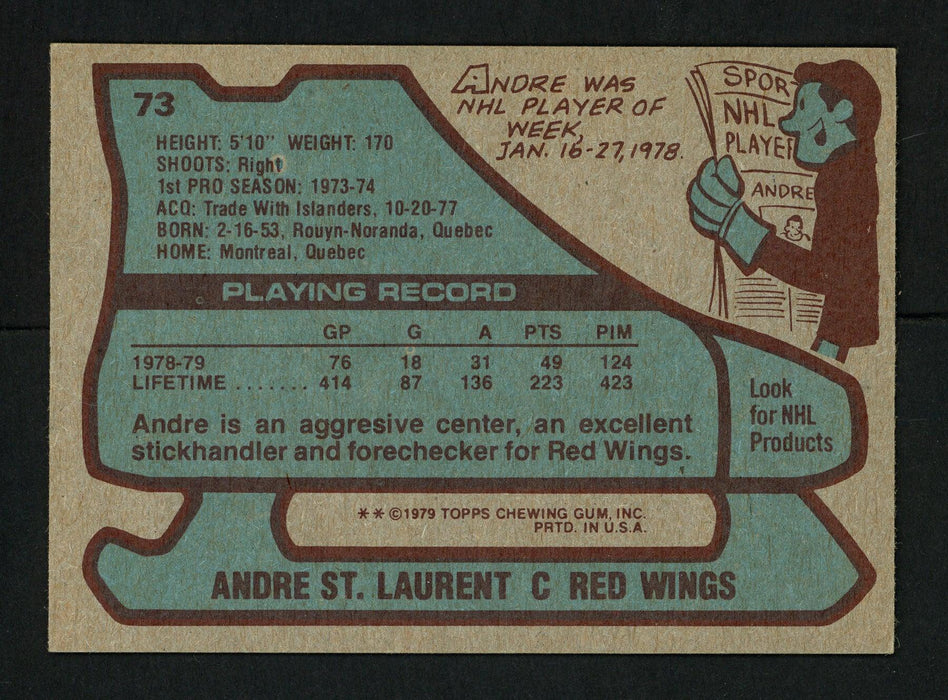 73
HEIGHT: 5'10" WEIGHT: 170
SHOOTS: Right
1st PRO SEASON: 1973-74
ACQ: Trade With Islanders, 10-20-77
BORN: 2-16-53, Rouyn-Noranda, Quebec
HOME: Montreal, Quebec
ANDRE WAS
NHL PLAYER OF
WEEK,
JAN. 16-27, 1978.
SPOR
NHL
PLAYER
ANDRE
PLAYING RECORD
GP G A PTS PIM
1978-79 76 18 31 49 124
LIFETIME ....... 414 87 136 223 423
Andre is an aggresive center, an excellent
stickhandler and forechecker for Red Wings.
Look
for NHL
Products
** ©1979 TOPPS CHEWING GUM, INC.
PRTD. IN U.S.A.
ANDRE ST. LAURENT C RED WINGS